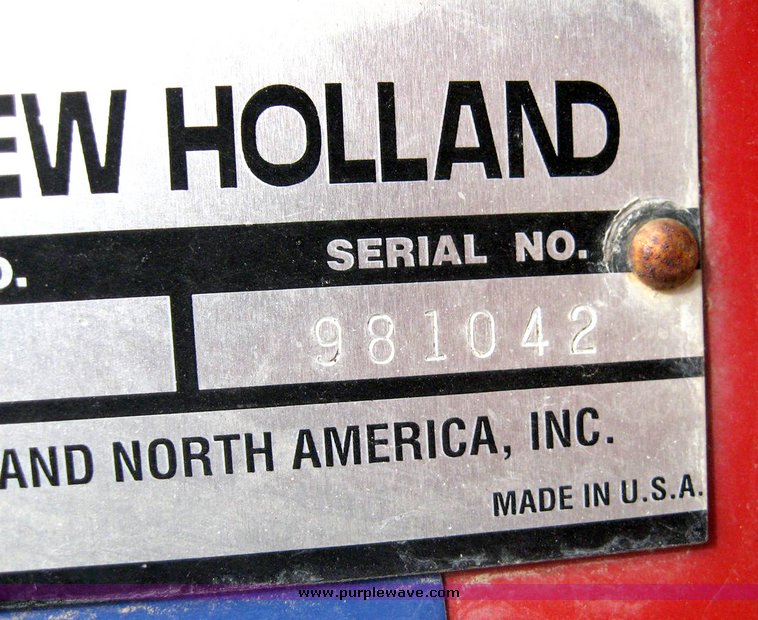 EW HOLLAND
O. SERIAL NO.
981042
AND NORTH AMERICA, INC.
MADE IN U.S.A.
www.purplewave.com